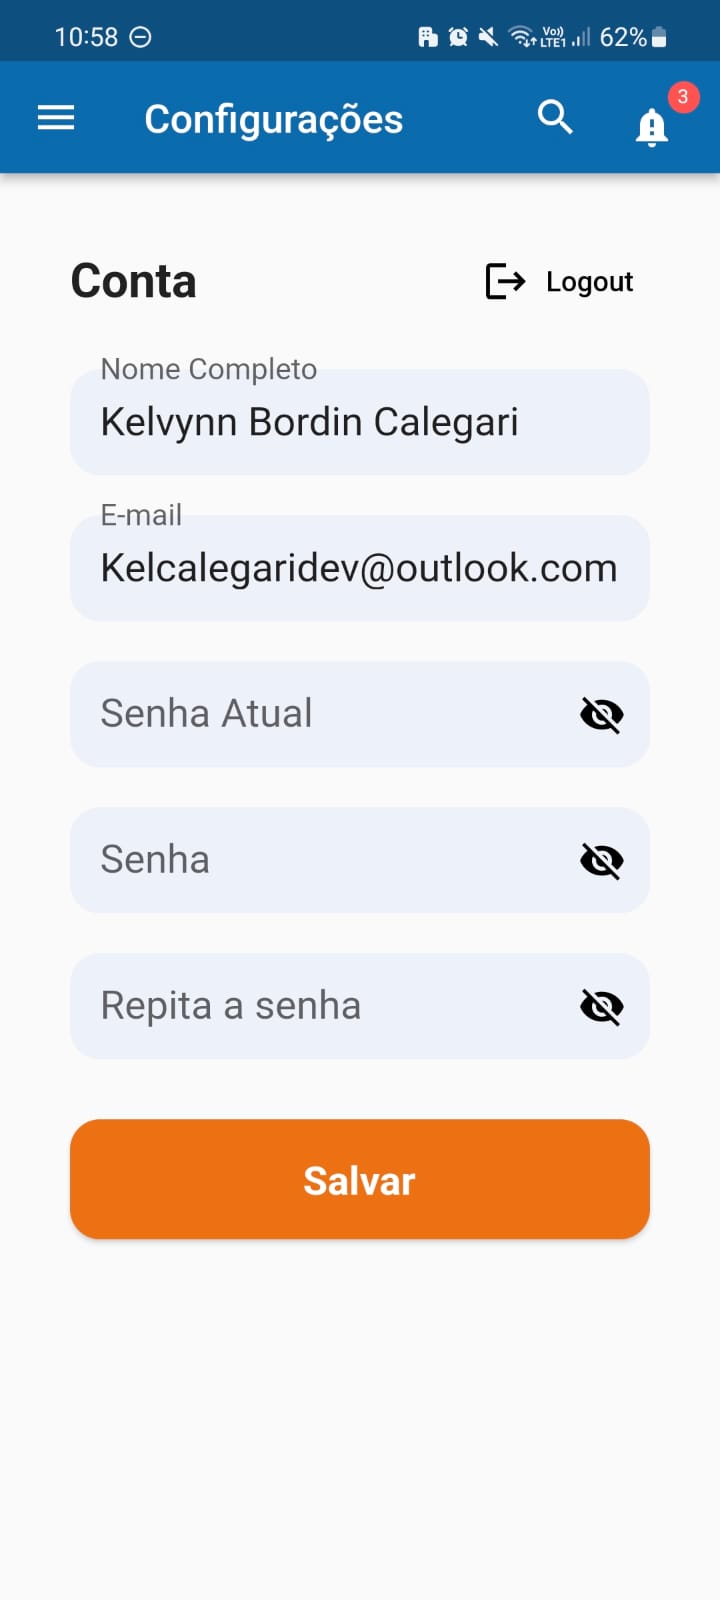 10:58 Vo)) LTE1 62%
Configurações 3
Conta Logout
Nome Completo
Kelvynn Bordin Calegari
E-mail
Kelcalegaridev@outlook.com
Senha Atual
Senha
Repita a senha
Salvar